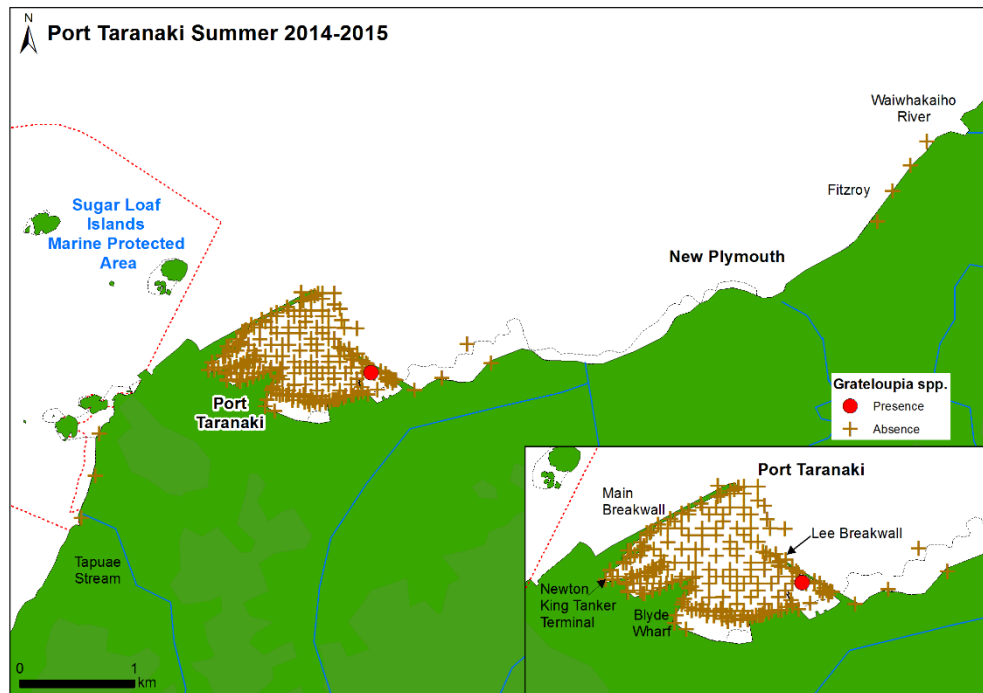 N
Port Taranaki Summer 2014-2015
Waiwhakaiho
River
Fitzroy
Sugar Loaf
Islands
Marine Protected
Area
New Plymouth
Port
Taranaki
Grateloupia spp.
Presence
Absence
Tapuae
Stream
0 1
km
Port Taranaki
Main
Breakwall
Lee Breakwall
Newton
King Tanker
Terminal
Blyde
Wharf